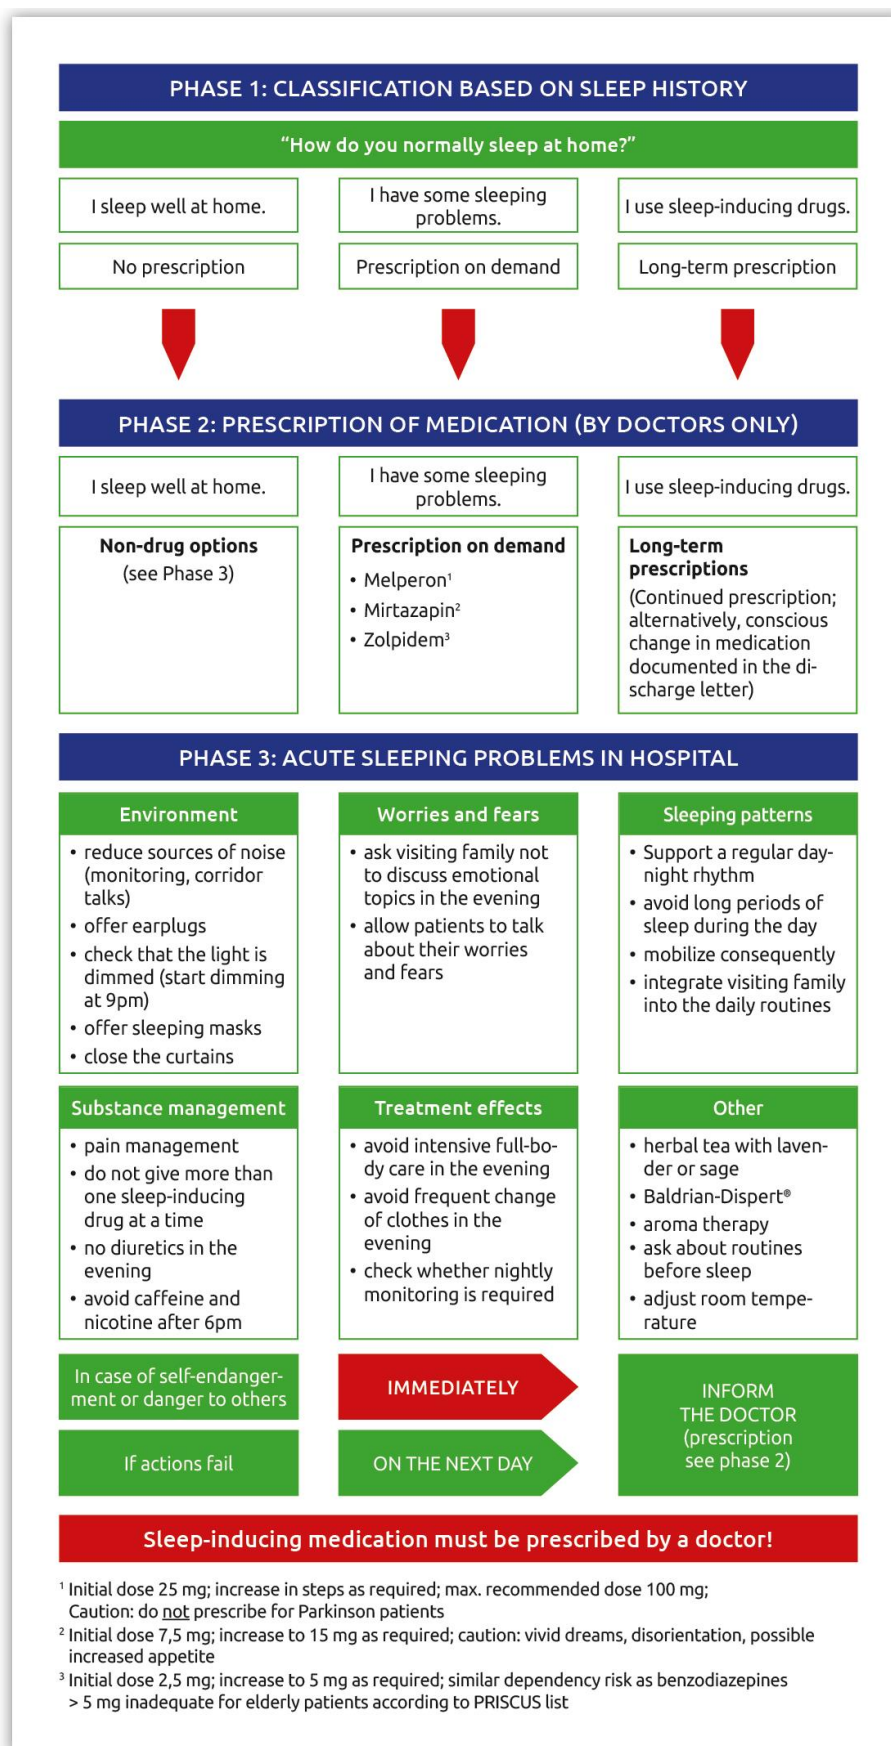 PHASE 1: CLASSIFICATION BASED ON SLEEP HISTORY
“How do you normally sleep at home?”
I sleep well at home.
I have some sleeping
problems.
I use sleep-inducing drugs.
No prescription
Prescription on demand
Long-term prescription
PHASE 2: PRESCRIPTION OF MEDICATION (BY DOCTORS ONLY)
I sleep well at home.
I have some sleeping
problems.
I use sleep-inducing drugs.
Non-drug options
(see Phase 3)
Prescription on demand
• Melperon¹
• Mirtazapin²
• Zolpidem³
Long-term
prescriptions
(Continued prescription;
alternatively, conscious
change in medication
documented in the di-
scharge letter)
PHASE 3: ACUTE SLEEPING PROBLEMS IN HOSPITAL
Environment
• reduce sources of noise
(monitoring, corridor
talks)
• offer earplugs
• check that the light is
dimmed (start dimming
at 9pm)
• offer sleeping masks
• close the curtains
Worries and fears
• ask visiting family not
to discuss emotional
topics in the evening
• allow patients to talk
about their worries
and fears
Sleeping patterns
• Support a regular day-
night rhythm
• avoid long periods of
sleep during the day
• mobilize consequently
• integrate visiting family
into the daily routines
Substance management
• pain management
• do not give more than
one sleep-inducing
drug at a time
• no diuretics in the
evening
• avoid caffeine and
nicotine after 6pm
Treatment effects
• avoid intensive full-bo-
dy care in the evening
• avoid frequent change
of clothes in the
evening
• check whether nightly
monitoring is required
Other
• herbal tea with laven-
der or sage
• Baldrian-Dispert®
• aroma therapy
• ask about routines
before sleep
• adjust room tempe-
rature
In case of self-endanger-
ment or danger to others
IMMEDIATELY
If actions fail
ON THE NEXT DAY
INFORM
THE DOCTOR
(prescription
see phase 2)
Sleep-inducing medication must be prescribed by a doctor!
¹ Initial dose 25 mg; increase in steps as required; max. recommended dose 100 mg;
Caution: do not prescribe for Parkinson patients
² Initial dose 7,5 mg; increase to 15 mg as required; caution: vivid dreams, disorientation, possible
increased appetite
³ Initial dose 2,5 mg; increase to 5 mg as required; similar dependency risk as benzodiazepines
> 5 mg inadequate for elderly patients according to PRISCUS list